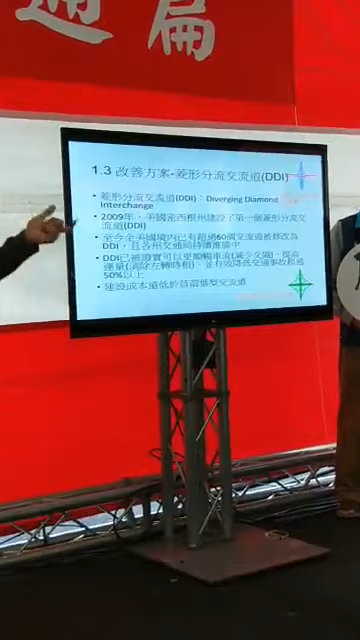 通 扁
1.3 改善方案-菱形分流交流道(DDI)
• 菱形分流交流道(DDI)：Diverging Diamond
Interchange
• 2009年，美國密西根州建設了第一個菱形分流交
流道(DDI)
• 至今全美國境內已有超過60個交流道被修改為
DDI，且各州交通局持續推廣中
• DDI已被證實可以更加順暢車流(減少交織)、提高
運量(消除左轉時相)、並有效降低交通事故超過
50%以上
• 建設成本遠低於苜蓿葉型交流道